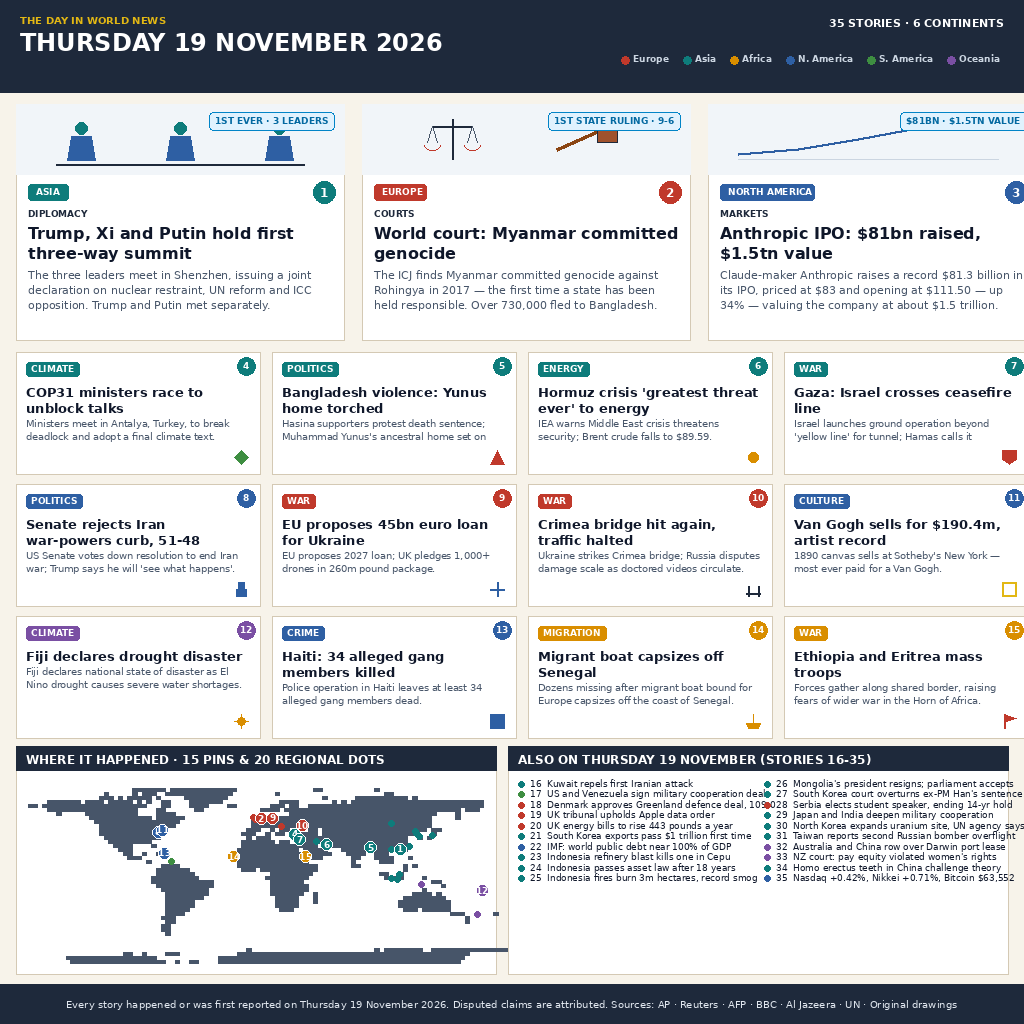 THE DAY IN WORLD NEWS
THURSDAY 19 NOVEMBER 2026
35 STORIES · 6 CONTINENTS
Europe Asia Africa N. America S. America Oceania
1ST EVER · 3 LEADERS
ASIA
1
DIPLOMACY
Trump, Xi and Putin hold first
three-way summit
The three leaders meet in Shenzhen, issuing a joint
declaration on nuclear restraint, UN reform and ICC
opposition. Trump and Putin met separately.
1ST STATE RULING · 9-6
EUROPE
2
COURTS
World court: Myanmar committed
genocide
The ICJ finds Myanmar committed genocide against
Rohingya in 2017 — the first time a state has been
held responsible. Over 730,000 fled to Bangladesh.
$81BN · $1.5TN VALUE
NORTH AMERICA
3
MARKETS
Anthropic IPO: $81bn raised,
$1.5tn value
Claude-maker Anthropic raises a record $81.3 billion in
its IPO, priced at $83 and opening at $111.50 — up
34% — valuing the company at about $1.5 trillion.
CLIMATE
4
COP31 ministers race to
unblock talks
Ministers meet in Antalya, Turkey, to break
deadlock and adopt a final climate text.
POLITICS
5
Bangladesh violence: Yunus
home torched
Hasina supporters protest death sentence;
Muhammad Yunus's ancestral home set on
ENERGY
6
Hormuz crisis 'greatest threat
ever' to energy
IEA warns Middle East crisis threatens
security; Brent crude falls to $89.59.
WAR
7
Gaza: Israel crosses ceasefire
line
Israel launches ground operation beyond
'yellow line' for tunnel; Hamas calls it
POLITICS
8
Senate rejects Iran
war-powers curb, 51-48
US Senate votes down resolution to end Iran
war; Trump says he will 'see what happens'.
WAR
9
EU proposes 45bn euro loan
for Ukraine
EU proposes 2027 loan; UK pledges 1,000+
drones in 260m pound package.
WAR
10
Crimea bridge hit again,
traffic halted
Ukraine strikes Crimea bridge; Russia disputes
damage scale as doctored videos circulate.
CULTURE
11
Van Gogh sells for $190.4m,
artist record
1890 canvas sells at Sotheby's New York —
most ever paid for a Van Gogh.
CLIMATE
12
Fiji declares drought disaster
Fiji declares national state of disaster as El
Nino drought causes severe water shortages.
CRIME
13
Haiti: 34 alleged gang
members killed
Police operation in Haiti leaves at least 34
alleged gang members dead.
MIGRATION
14
Migrant boat capsizes off
Senegal
Dozens missing after migrant boat bound for
Europe capsizes off the coast of Senegal.
WAR
15
Ethiopia and Eritrea mass
troops
Forces gather along shared border, raising
fears of wider war in the Horn of Africa.
WHERE IT HAPPENED · 15 PINS & 20 REGIONAL DOTS
2 9 10
11
7 6 5 1
13 14 15
12
ALSO ON THURSDAY 19 NOVEMBER (STORIES 16-35)
16 Kuwait repels first Iranian attack
17 US and Venezuela sign military cooperation deal
18 Denmark approves Greenland defence deal, 109-0
19 UK tribunal upholds Apple data order
20 UK energy bills to rise 443 pounds a year
21 South Korea exports pass $1 trillion first time
22 IMF: world public debt near 100% of GDP
23 Indonesia refinery blast kills one in Cepu
24 Indonesia passes asset law after 18 years
25 Indonesia fires burn 3m hectares, record smog
26 Mongolia's president resigns; parliament accepts
27 South Korea court overturns ex-PM Han's sentence
28 Serbia elects student speaker, ending 14-yr hold
29 Japan and India deepen military cooperation
30 North Korea expands uranium site, UN agency says
31 Taiwan reports second Russian bomber overflight
32 Australia and China row over Darwin port lease
33 NZ court: pay equity violated women's rights
34 Homo erectus teeth in China challenge theory
35 Nasdaq +0.42%, Nikkei +0.71%, Bitcoin $63,552
Every story happened or was first reported on Thursday 19 November 2026. Disputed claims are attributed. Sources: AP · Reuters · AFP · BBC · Al Jazeera · UN · Original drawings